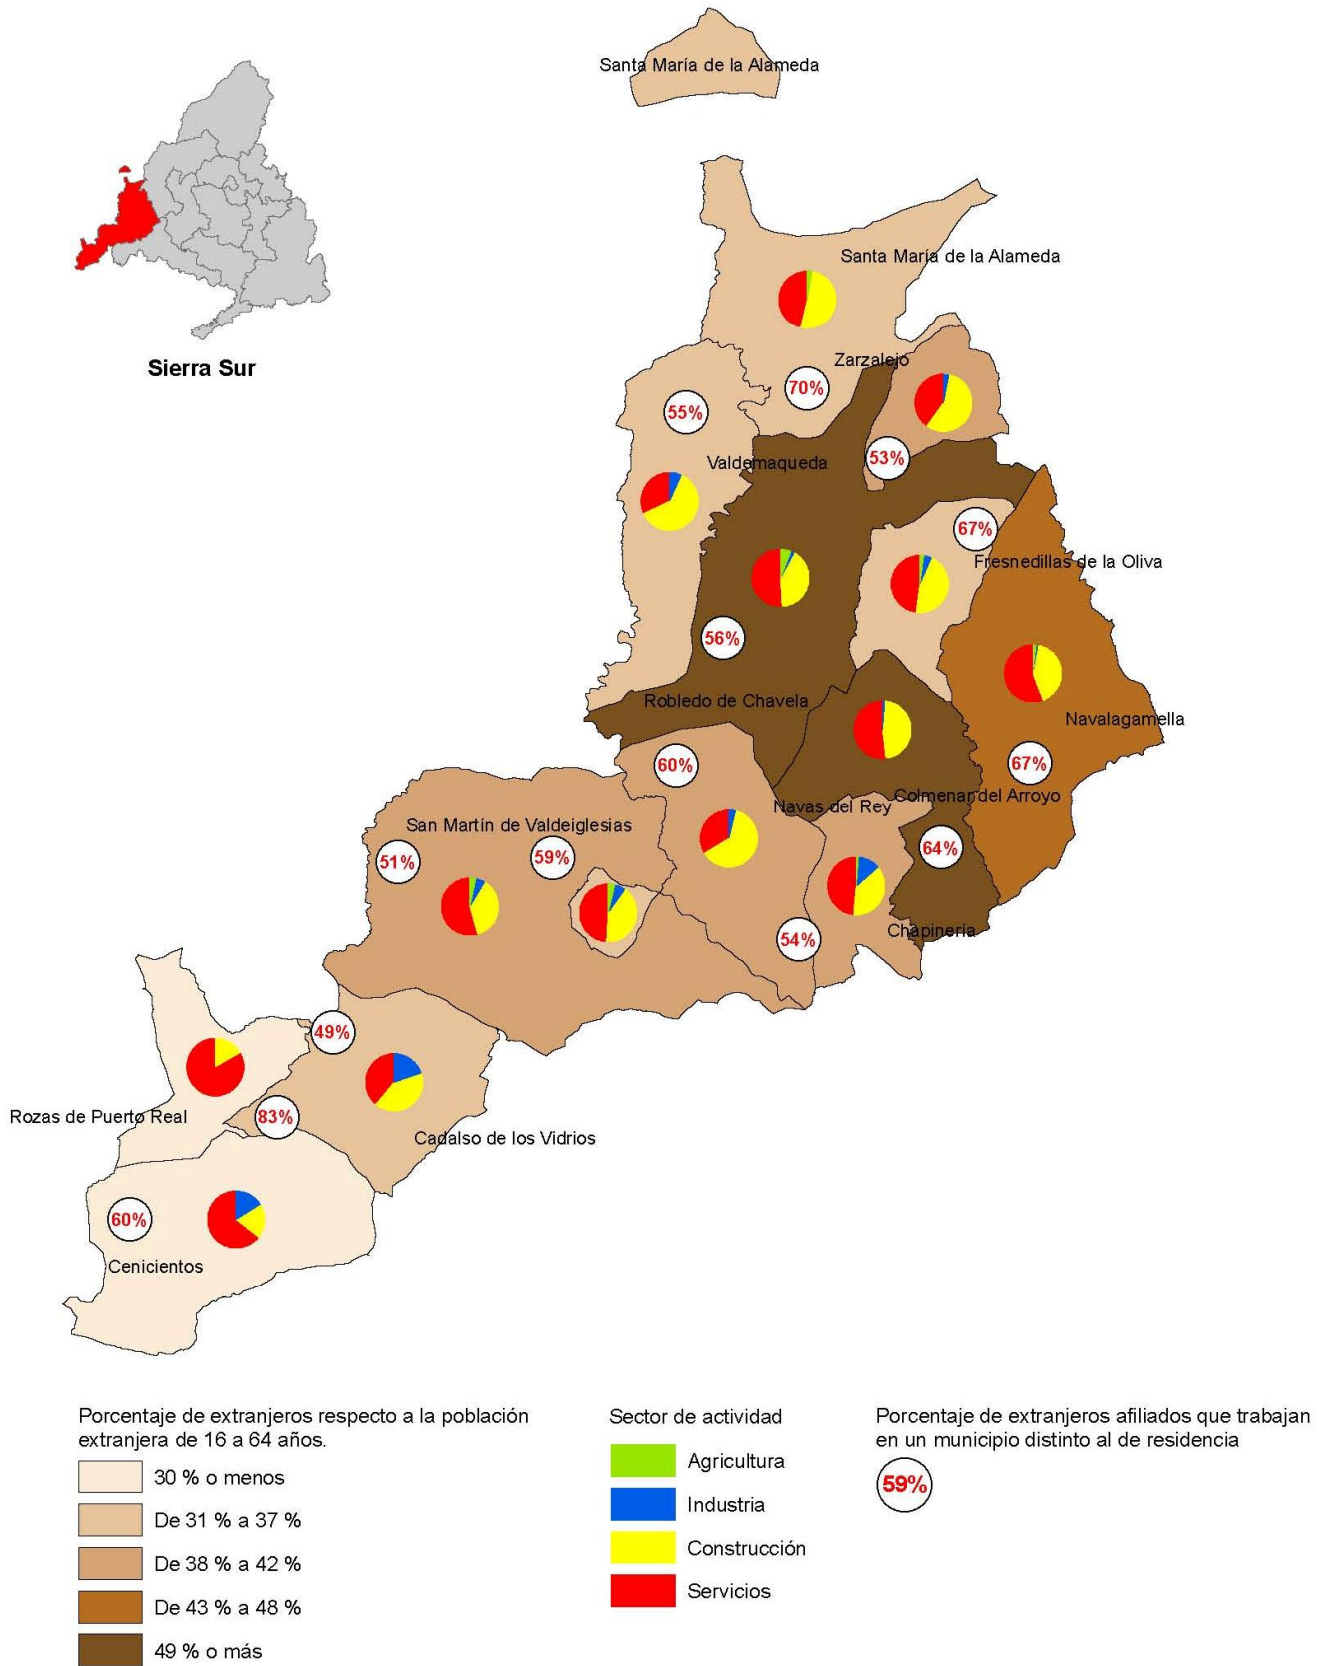 Santa María de la Alameda
Santa María de la Alameda
Sierra Sur
Zarzalejo
70%
55%
Valdemaqueda
53%
67%
Fresnedillas de la Oliva
56%
Robledo de Chavela
Navalagamella
60%
67%
Colmenar del Arroyo
Navas del Rey
San Martín de Valdeiglesias
51%
59%
64%
Chapinería
54%
49%
Rozas de Puerto Real
83%
Cadalso de los Vidrios
60%
Cenicientos
Porcentaje de extranjeros respecto a la población
extranjera de 16 a 64 años.
30 % o menos
De 31 % a 37 %
De 38 % a 42 %
De 43 % a 48 %
49 % o más
Sector de actividad
Agricultura
Industria
Construcción
Servicios
Porcentaje de extranjeros afiliados que trabajan
en un municipio distinto al de residencia
59%